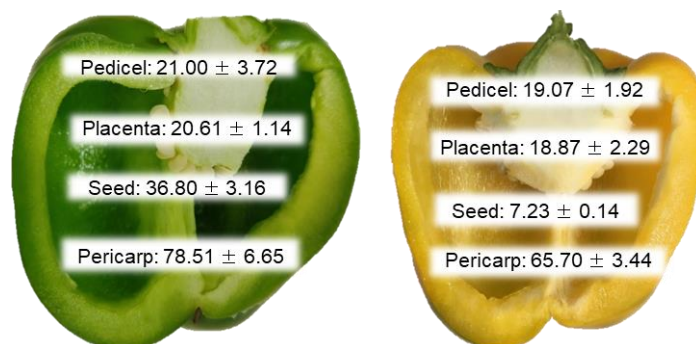 Pedicel: 21.00 ± 3.72
Placenta: 20.61 ± 1.14
Seed: 36.80 ± 3.16
Pericarp: 78.51 ± 6.65
Pedicel: 19.07 ± 1.92
Placenta: 18.87 ± 2.29
Seed: 7.23 ± 0.14
Pericarp: 65.70 ± 3.44